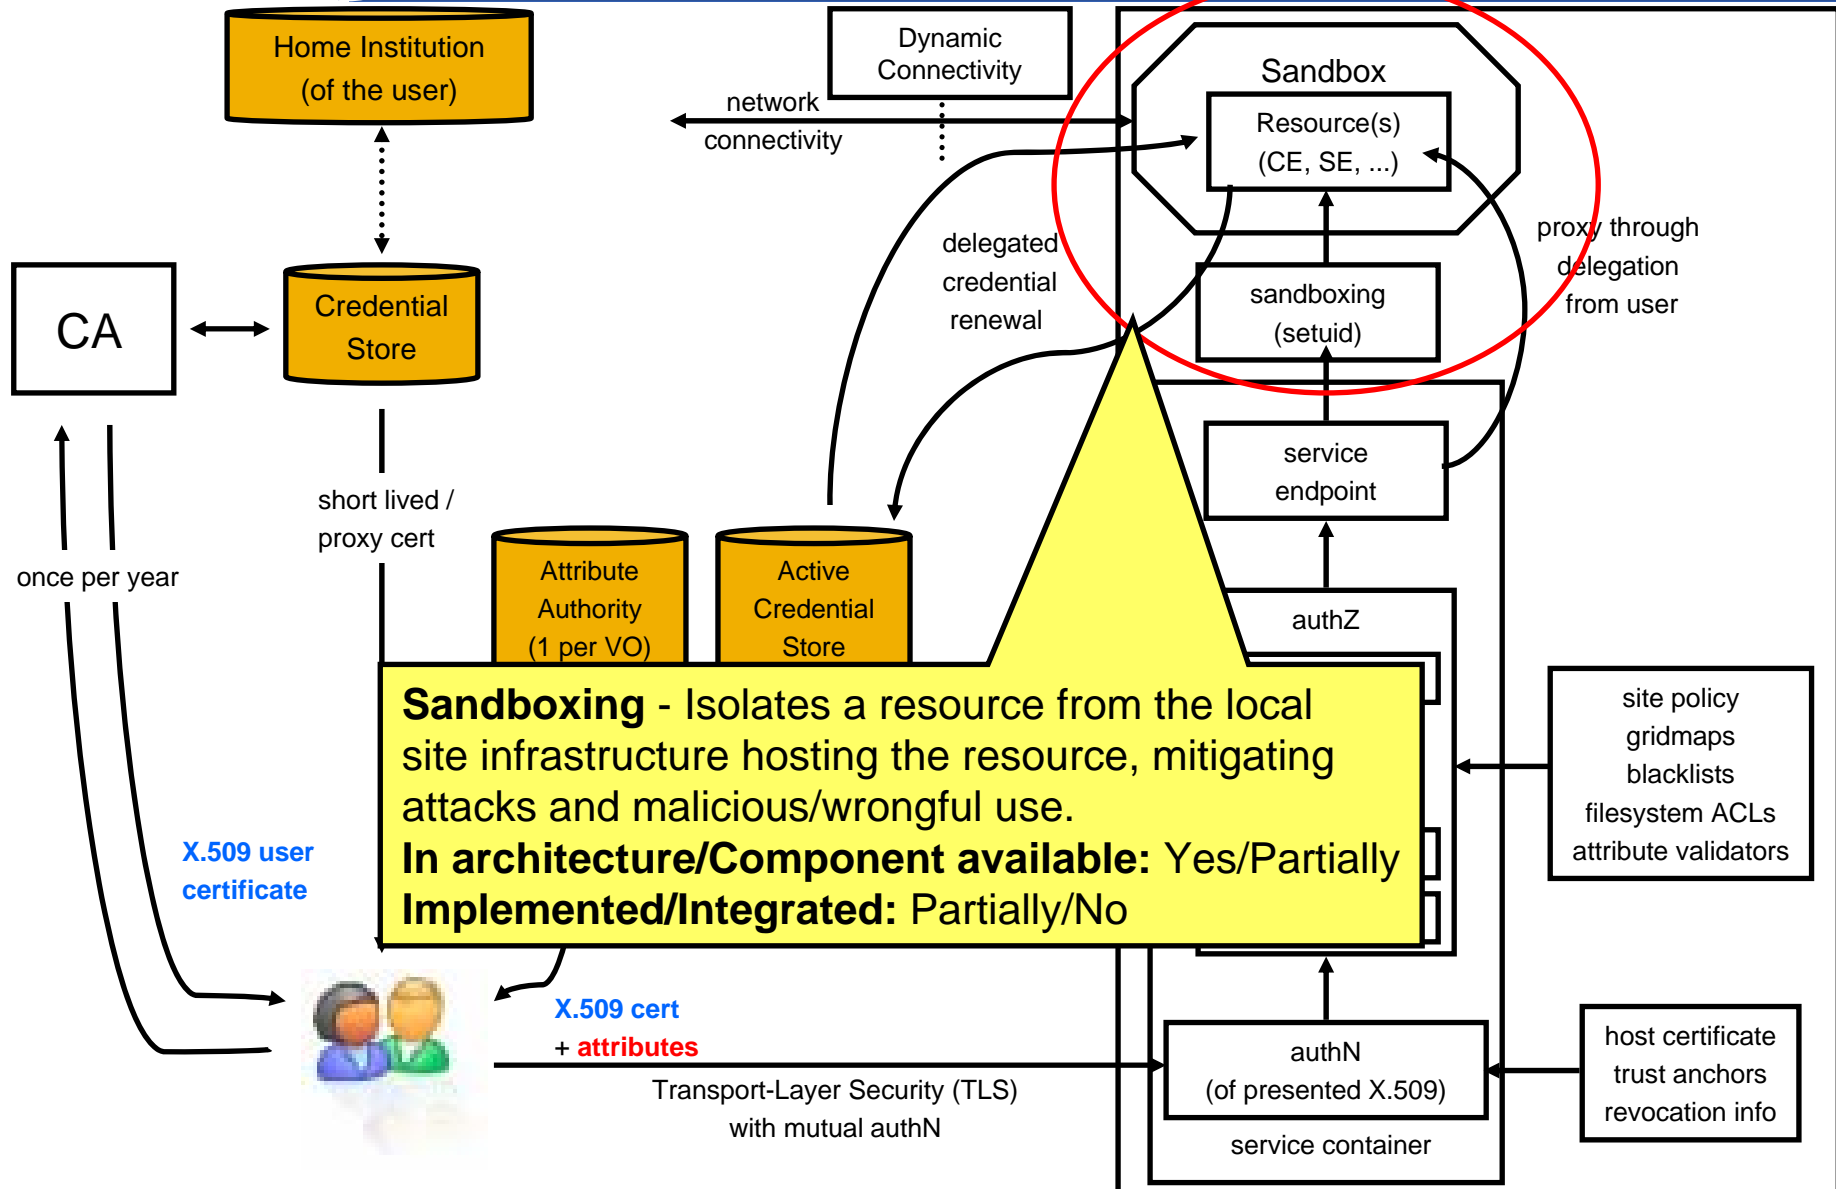 Home Institution
(of the user)
Dynamic
Connectivity
Sandbox
Resource(s)
(CE, SE, ...)
network
connectivity
delegated
credential
renewal
proxy through
delegation
from user
CA
Credential
Store
sandboxing
(setuid)
service
endpoint
short lived /
proxy cert
once per year
Attribute
Authority
(1 per VO)
Active
Credential
Store
authZ
Sandboxing - Isolates a resource from the local
site infrastructure hosting the resource, mitigating
attacks and malicious/wrongful use.
In architecture/Component available: Yes/Partially
Implemented/Integrated: Partially/No
site policy
gridmaps
blacklists
filesystem ACLs
attribute validators
X.509 user
certificate
X.509 cert
+ attributes
Transport-Layer Security (TLS)
with mutual authN
authN
(of presented X.509)
service container
host certificate
trust anchors
revocation info